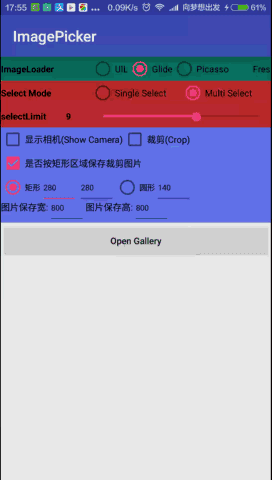 17:55 ... 0.09K/s 向梦想出发 61%
ImagePicker
ImageLoader UIL Glide Picasso Fres
Select Mode Single Select Multi Select
selectLimit 9
显示相机(Show Camera) 裁剪(Crop)
是否按矩形区域保存裁剪图片
矩形 280 280 圆形 140
图片保存宽: 800 图片保存高: 800
Open Gallery